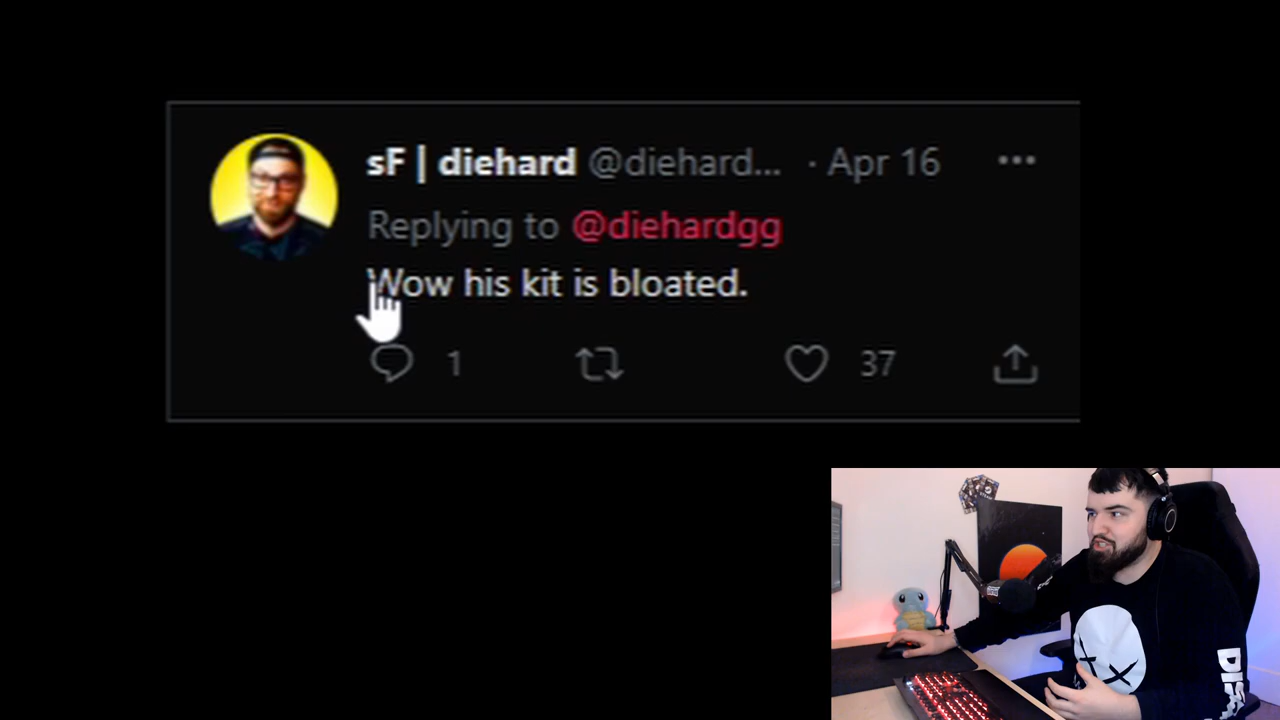 sF | diehard @diehard... · Apr 16 ...
Replying to @diehardgg
Wow his kit is bloated.
1 37